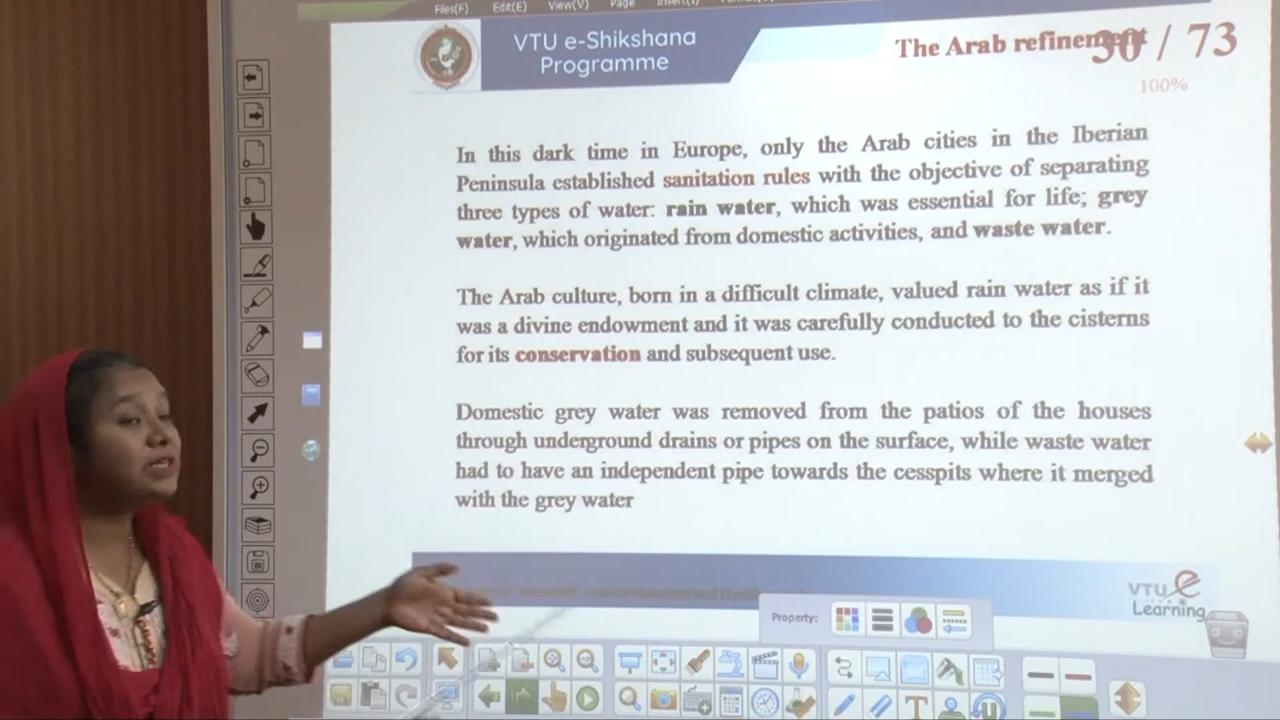 Files(F) Edit(E) View(V) Page
VTU e-Shikshana
Programme
The Arab refinement
30 / 73
100%
In this dark time in Europe, only the Arab cities in the Iberian
Peninsula established sanitation rules with the objective of separating
three types of water: rain water, which was essential for life; grey
water, which originated from domestic activities, and waste water.
The Arab culture, born in a difficult climate, valued rain water as if it
was a divine endowment and it was carefully conducted to the cisterns
for its conservation and subsequent use.
Domestic grey water was removed from the patios of the houses
through underground drains or pipes on the surface, while waste water
had to have an independent pipe towards the cesspits where it merged
with the grey water
VTU e
Learning
Property: